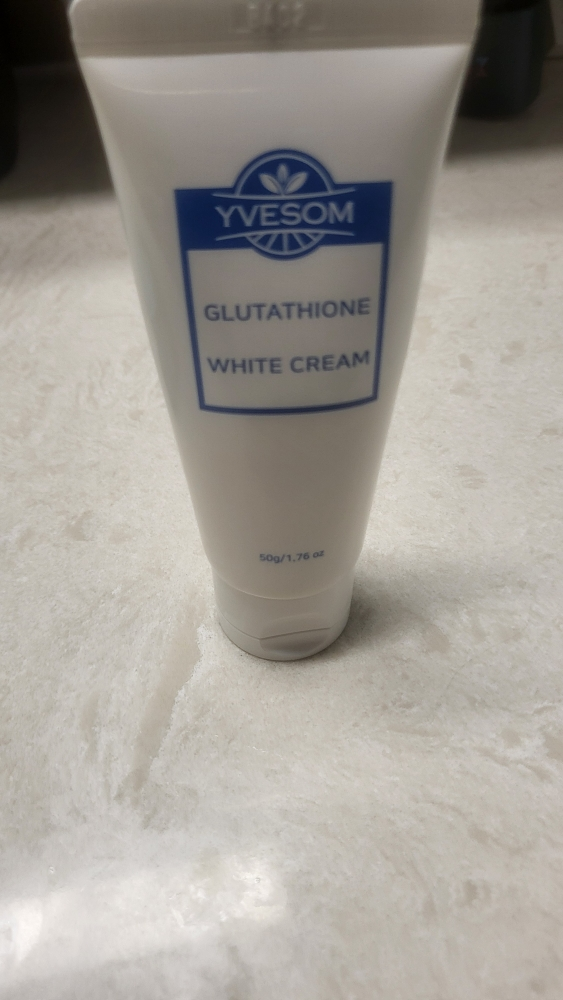 YVESOM
GLUTATHIONE
WHITE CREAM
50g/1.76 oz